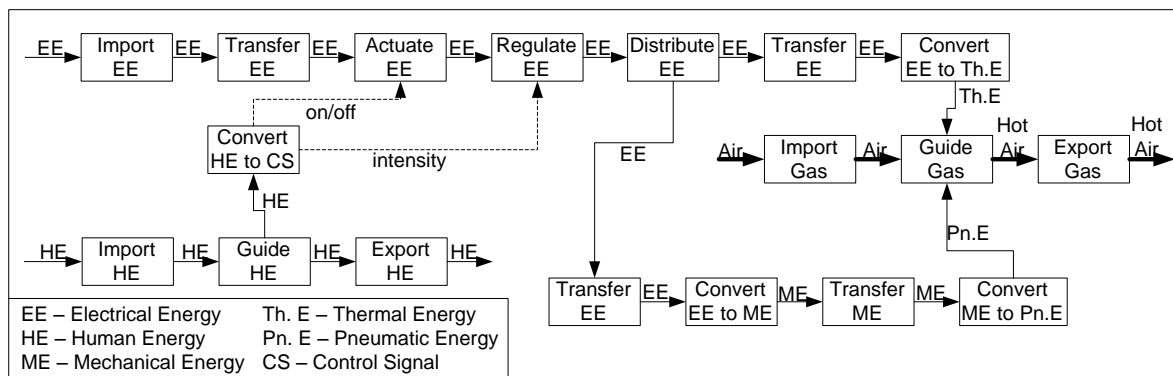 EE Import EE EE Transfer EE EE Actuate EE EE Regulate EE EE Distribute EE EE Transfer EE EE Convert EE to Th.E
on/off
Th.E
Convert HE to CS
intensity
EE
Air Import Gas Air Guide Gas Hot Air Export Gas Hot Air
HE
Pn.E
HE Import HE HE Guide HE HE Export HE HE
Transfer EE EE Convert EE to ME ME Transfer ME ME Convert ME to Pn.E
EE – Electrical Energy Th. E – Thermal Energy
HE – Human Energy Pn. E – Pneumatic Energy
ME – Mechanical Energy CS – Control Signal